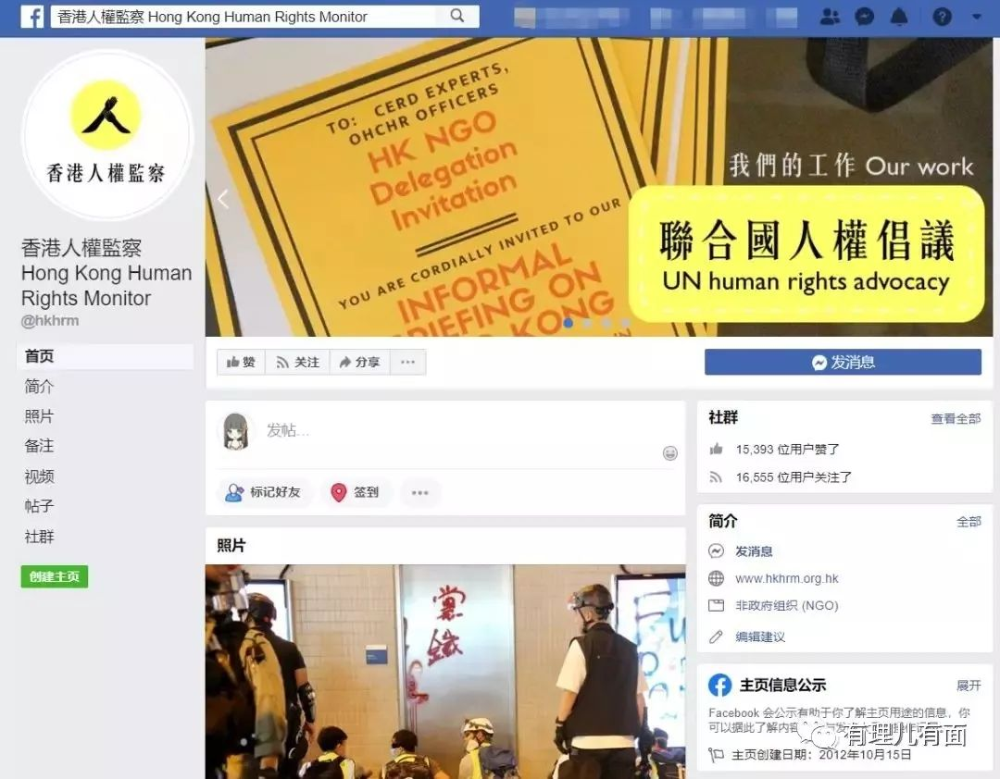 香港人權監察 Hong Kong Human Rights Monitor
香港人權監察
香港人權監察
Hong Kong Human
Rights Monitor
@hkhrm
首页
简介
照片
备注
视频
帖子
社群
创建主页
TO: CERD EXPERTS,
OHCHR OFFICERS
HK NGO
Delegation
Invitation
YOU ARE CORDIALLY INVITED TO OUR
INFORMAL
BRIEFING ON
KONG
我們的工作 Our work
聯合國人權倡議
UN human rights advocacy
赞 关注 分享
发消息
发帖...
标记好友 签到
照片
黨
鐵
社群 查看全部
15,393 位用户赞了
16,555 位用户关注了
简介 全部
发消息
www.hkhrm.org.hk
非政府组织 (NGO)
编辑建议
主页信息公示 展开
Facebook 会公示有助于你了解主页用途的信息，你
可以据此了解内容
主页创建日期：2012年10月15日
有理儿有面